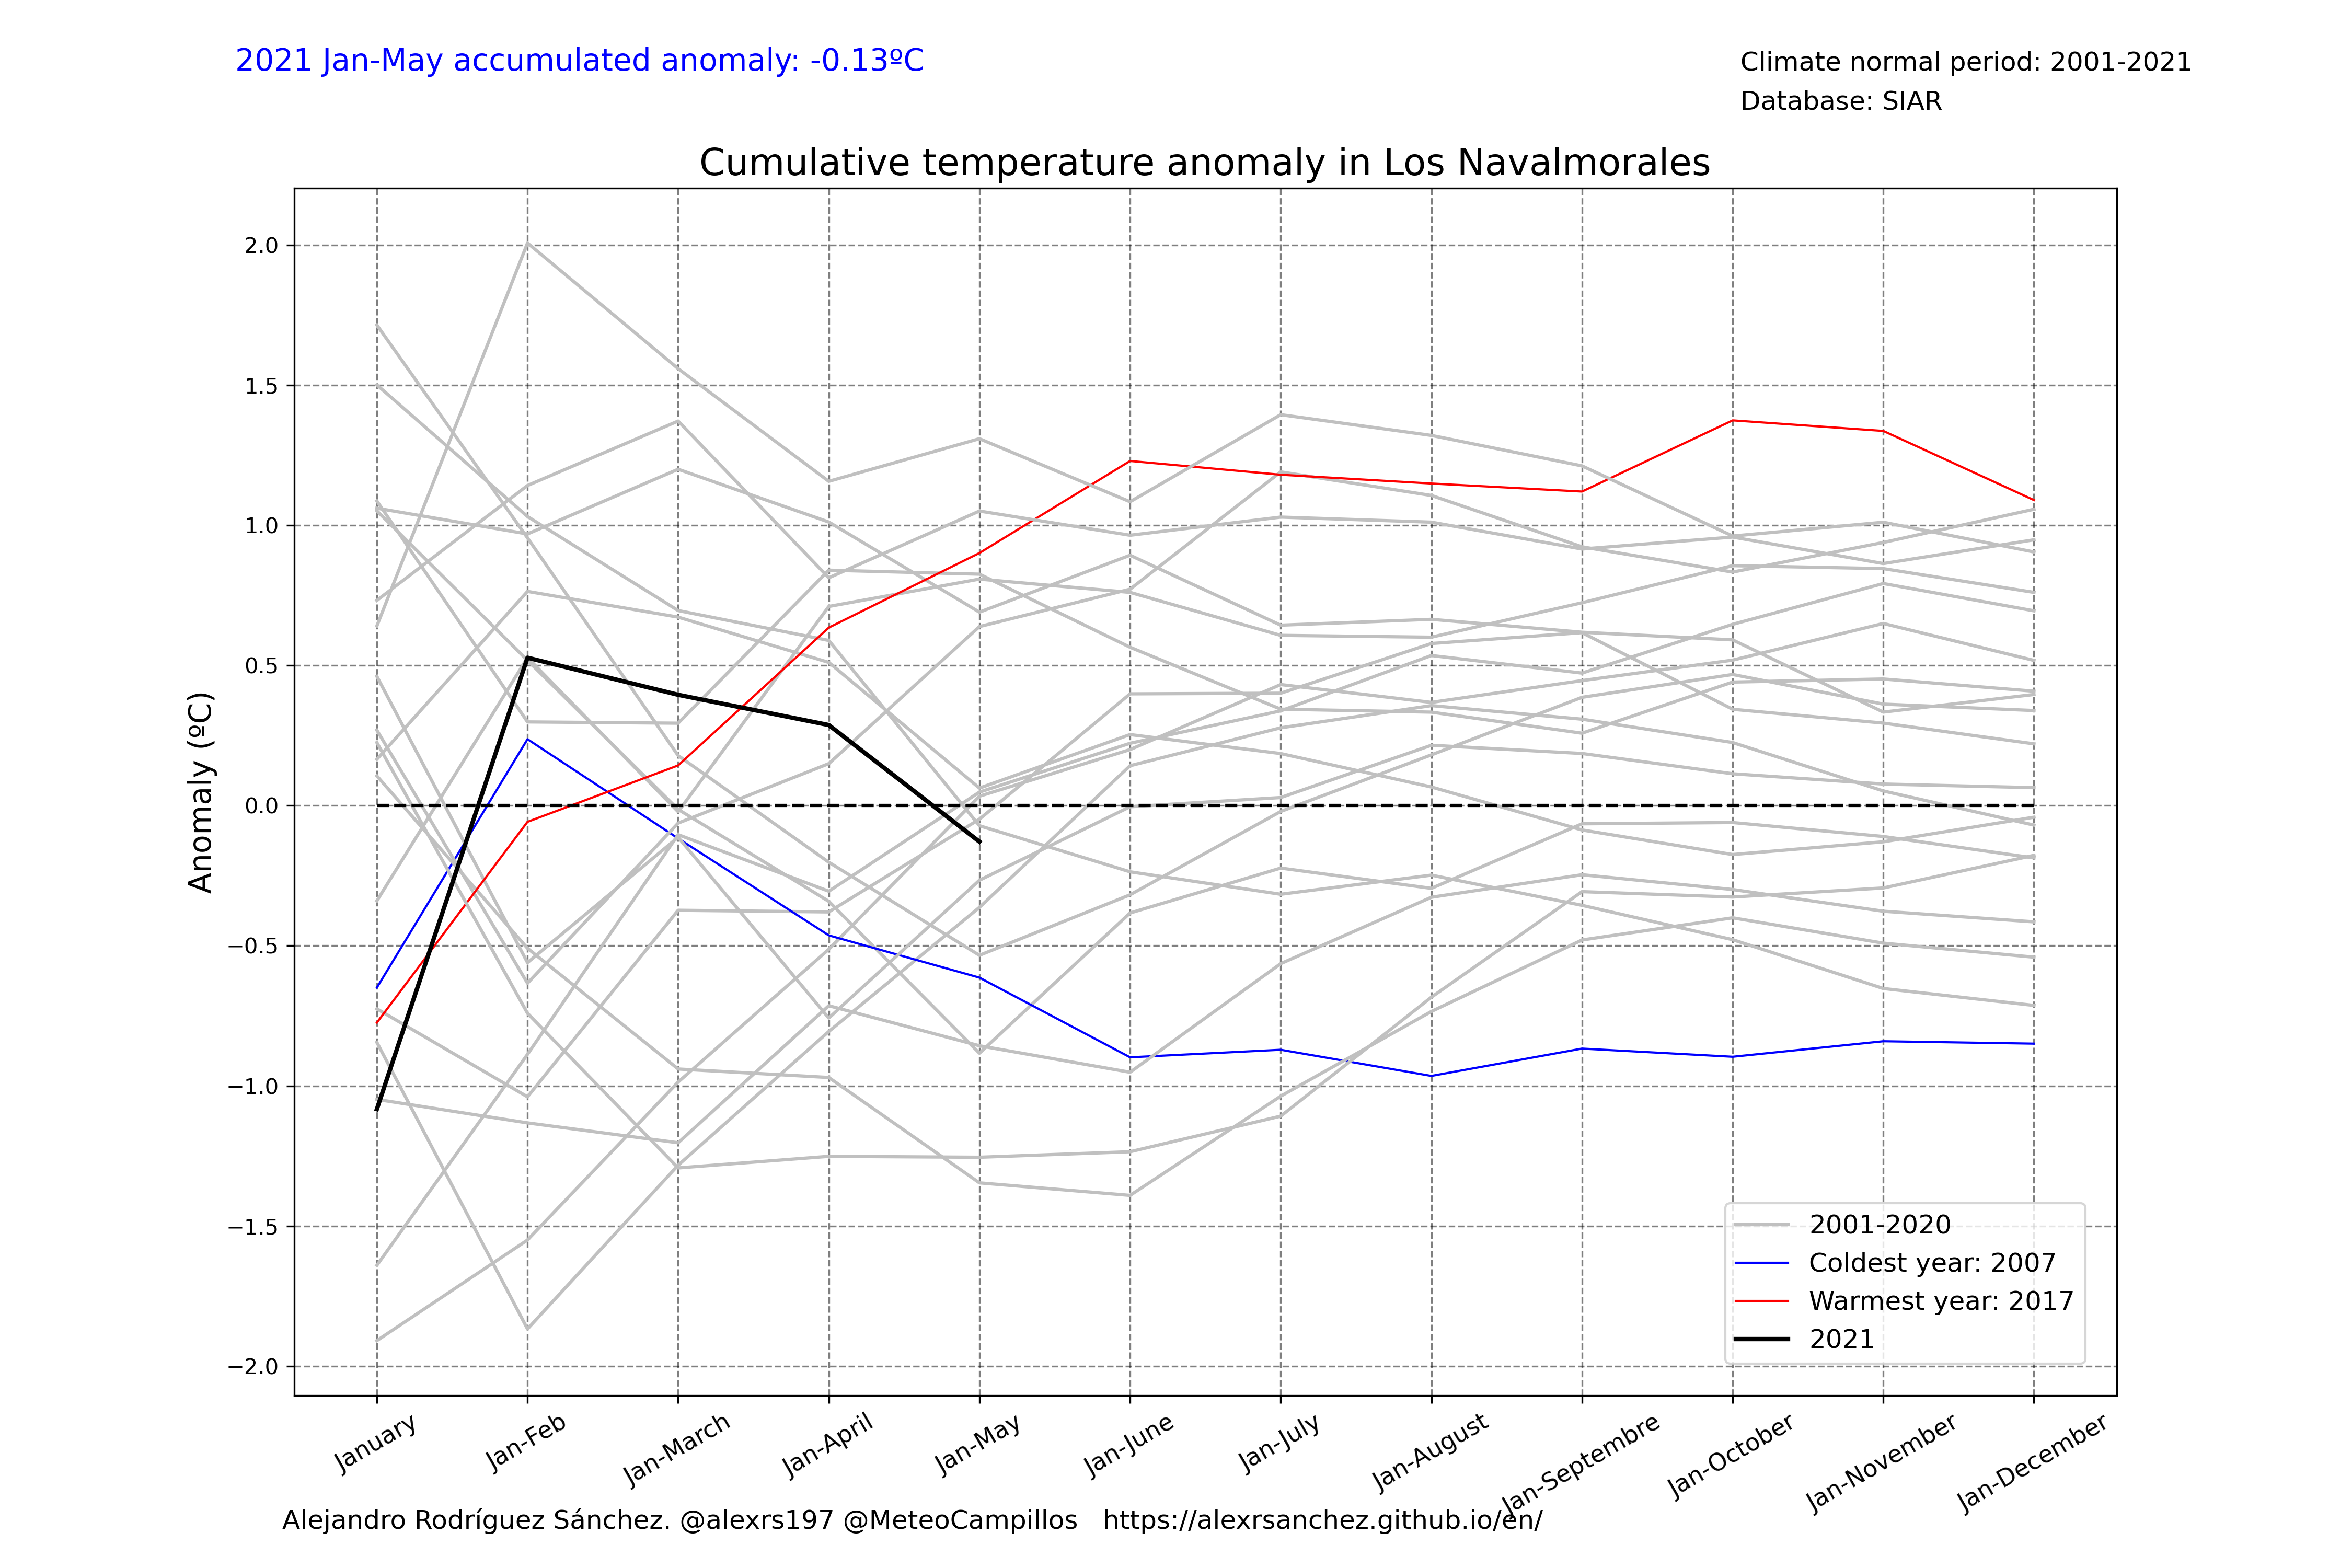 2021 Jan-May accumulated anomaly: -0.13ºC
Climate normal period: 2001-2021
Database: SIAR
Cumulative temperature anomaly in Los Navalmorales
Anomaly (ºC)
2.0
1.5
1.0
0.5
0.0
−0.5
−1.0
−1.5
−2.0
2001-2020
Coldest year: 2007
Warmest year: 2017
2021
January
Jan-Feb
Jan-March
Jan-April
Jan-May
Jan-June
Jan-July
Jan-August
Jan-Septembre
Jan-October
Jan-November
Jan-December
Alejandro Rodríguez Sánchez. @alexrs197 @MeteoCampillos   https://alexrsanchez.github.io/en/